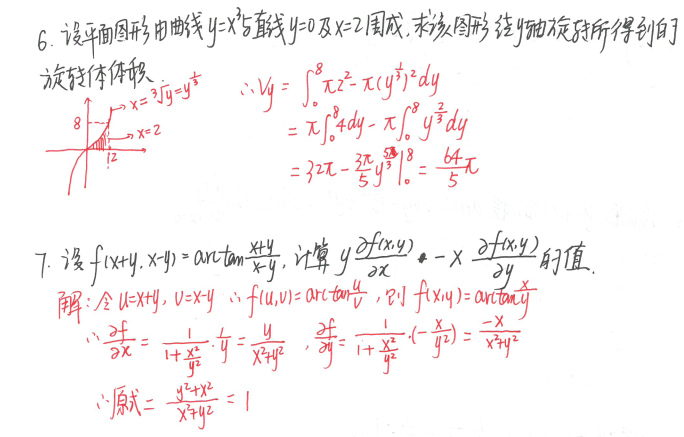 6. 设平面图形由曲线y=x³与直线y=0及x=2围成,求该图形绕y轴旋转所得到的
旋转体体积.
x=³√y=y^(1/3)
8
x=2
2
∴Vy = ∫₀⁸ π2² - π(y^(1/3))² dy
= π∫₀⁸ 4dy - π∫₀⁸ y^(2/3) dy
= 32π - (3π/5) y^(5/3) |₀⁸ = (64/5)π
7. 设 f(x+y, x-y) = arctan (x+y)/(x-y), 计算 y ∂f(x,y)/∂x - x ∂f(x,y)/∂y 的值.
解:令u=x+y, v=x-y ∴f(u,v)=arctan u/v, 则 f(x,y)=arctan x/y
∴ ∂f/∂x = 1/(1+x²/y²) · 1/y = y/(x²+y²), ∂f/∂y = 1/(1+x²/y²) · (-x/y²) = -x/(x²+y²)
∴原式 = (y²+x²)/(x²+y²) = 1